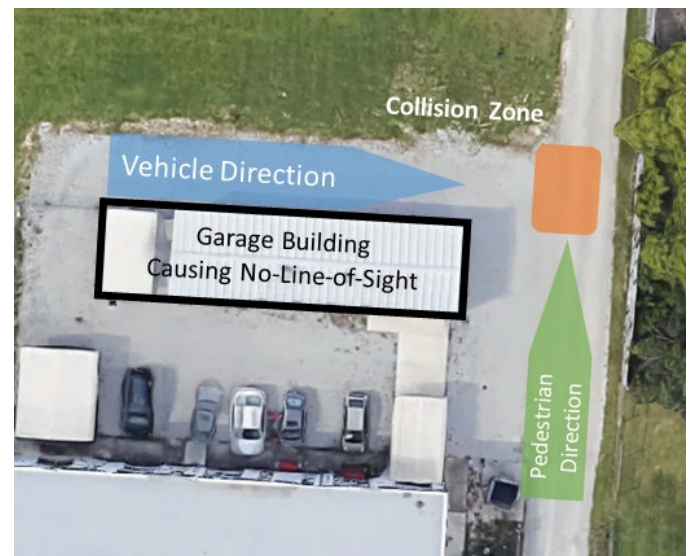 Collision Zone
Vehicle Direction
Garage Building
Causing No-Line-of-Sight
Pedestrian
Direction